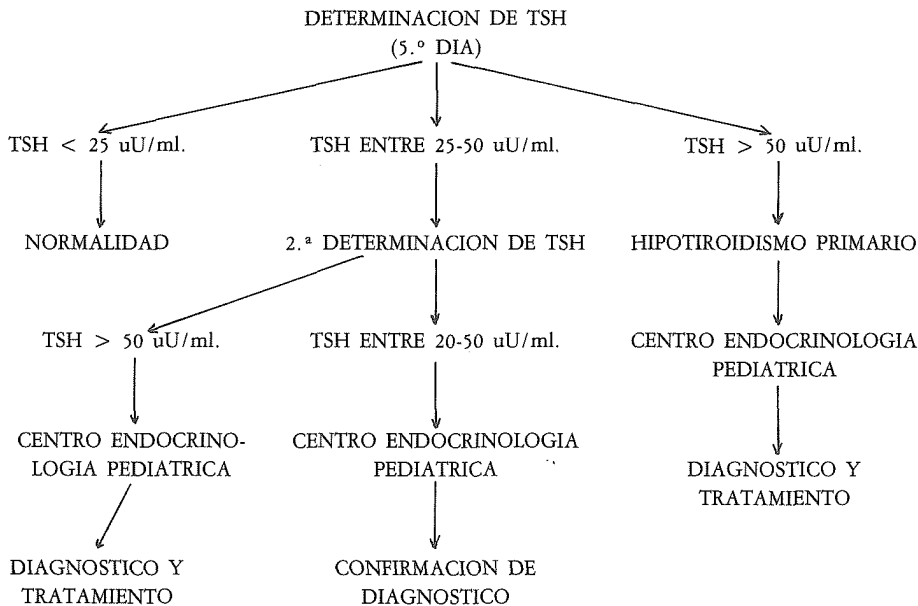 DETERMINACION DE TSH
(5.º DIA)
TSH < 25 uU/ml.
TSH ENTRE 25-50 uU/ml.
TSH > 50 uU/ml.
NORMALIDAD
2.ª DETERMINACION DE TSH
HIPOTIROIDISMO PRIMARIO
TSH > 50 uU/ml.
TSH ENTRE 20-50 uU/ml.
CENTRO ENDOCRINOLOGIA
PEDIATRICA
CENTRO ENDOCRINO-
LOGIA PEDIATRICA
CENTRO ENDOCRINOLOGIA
PEDIATRICA
DIAGNOSTICO Y
TRATAMIENTO
DIAGNOSTICO Y
TRATAMIENTO
CONFIRMACION DE
DIAGNOSTICO